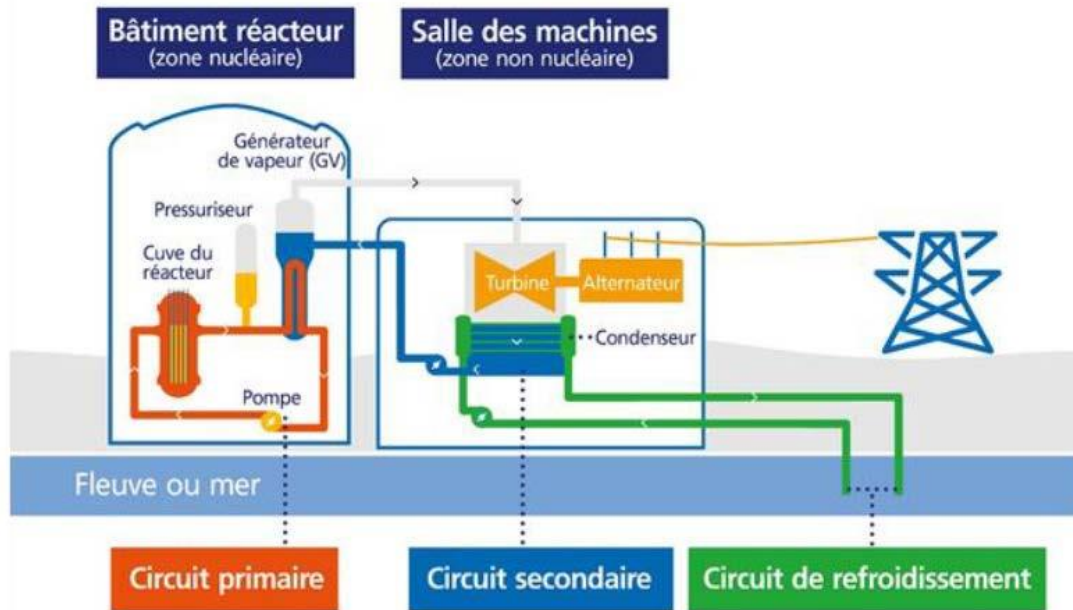 Bâtiment réacteur
(zone nucléaire)
Salle des machines
(zone non nucléaire)
Générateur
de vapeur (GV)
Pressuriseur
Cuve du
réacteur
Turbine
Alternateur
Condenseur
Pompe
Fleuve ou mer
Circuit primaire
Circuit secondaire
Circuit de refroidissement